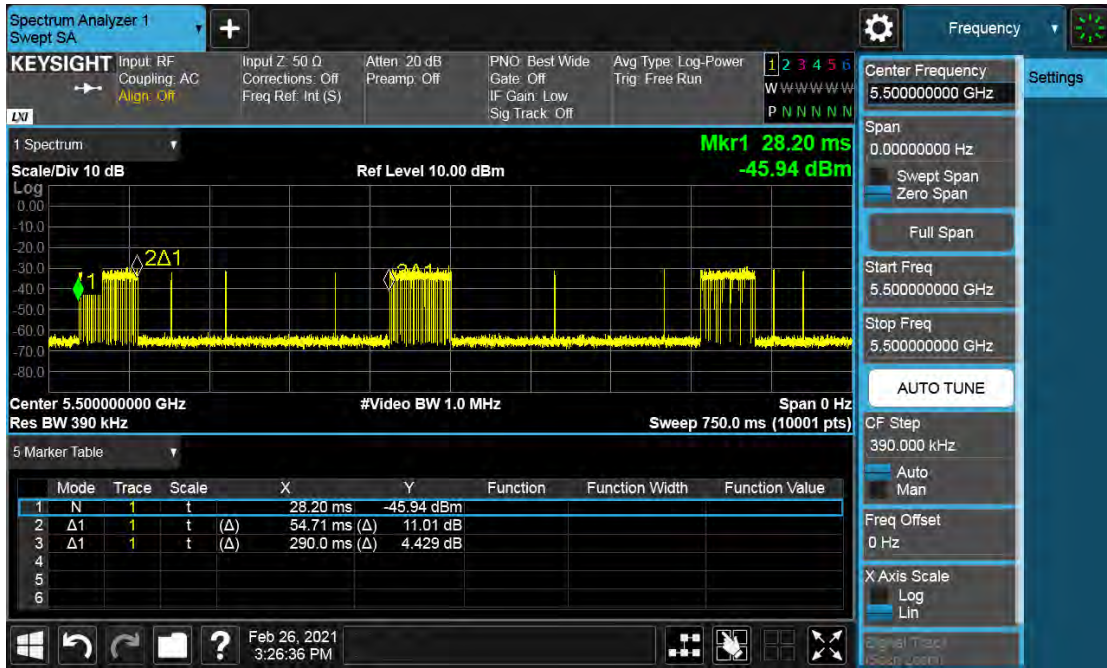 Spectrum Analyzer 1
Swept SA
Frequency
KEYSIGHT
Input: RF
Coupling: AC
Align: Off
Input Z: 50 Ω
Corrections: Off
Freq Ref: Int (S)
Atten: 20 dB
Preamp: Off
PNO: Best Wide
Gate: Off
IF Gain: Low
Sig Track: Off
Avg Type: Log-Power
Trig: Free Run
1 2 3 4 5 6
W W W W W W
P N N N N N
LXI
Center Frequency
5.500000000 GHz
Settings
1 Spectrum
Mkr1 28.20 ms
Scale/Div 10 dB
Ref Level 10.00 dBm
-45.94 dBm
Span
0.00000000 Hz
Swept Span
Zero Span
Full Span
Start Freq
5.500000000 GHz
Stop Freq
5.500000000 GHz
AUTO TUNE
CF Step
390.000 kHz
Auto
Man
Freq Offset
0 Hz
X Axis Scale
Log
Lin
Log
0.00
-10.0
-20.0
-30.0
-40.0
-50.0
-60.0
-70.0
-80.0
1
2Δ1
3Δ1
Center 5.500000000 GHz
#Video BW 1.0 MHz
Span 0 Hz
Res BW 390 kHz
Sweep 750.0 ms (10001 pts)
5 Marker Table
Mode Trace Scale X Y Function Function Width Function Value
1 N 1 t 28.20 ms -45.94 dBm
2 Δ1 1 t (Δ) 54.71 ms (Δ) 11.01 dB
3 Δ1 1 t (Δ) 290.0 ms (Δ) 4.429 dB
4
5
6
?
Feb 26, 2021
3:26:36 PM
Signal Track
(Span Zoom)